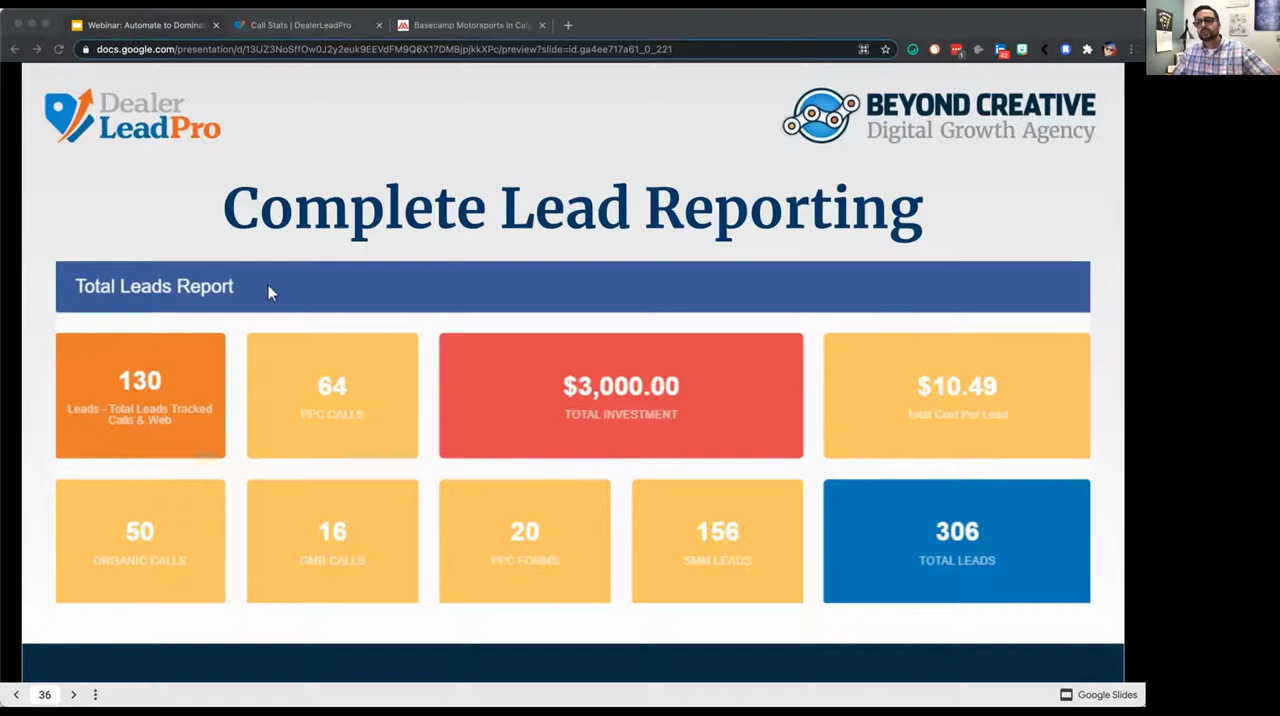 Webinar: Automate to Dominat
Call Stats | DealerLeadPro
Basecamp Motorsports in Cal
docs.google.com/presentation/d/13UZ3NoSffOw0J2y2euk9EEVdFM9Q6X17DMBjpjkkXPc/preview?slide=id.ga4ee717a61_0_221
Dealer
LeadPro
BEYOND CREATIVE
Digital Growth Agency
Complete Lead Reporting
Total Leads Report
130
Leads - Total Leads Tracked
Calls & Web
64
PPC CALLS
$3,000.00
TOTAL INVESTMENT
$10.49
Total Cost Per Lead
50
ORGANIC CALLS
16
GMB CALLS
20
PPC FORMS
156
SMM LEADS
306
TOTAL LEADS
36
Google Slides